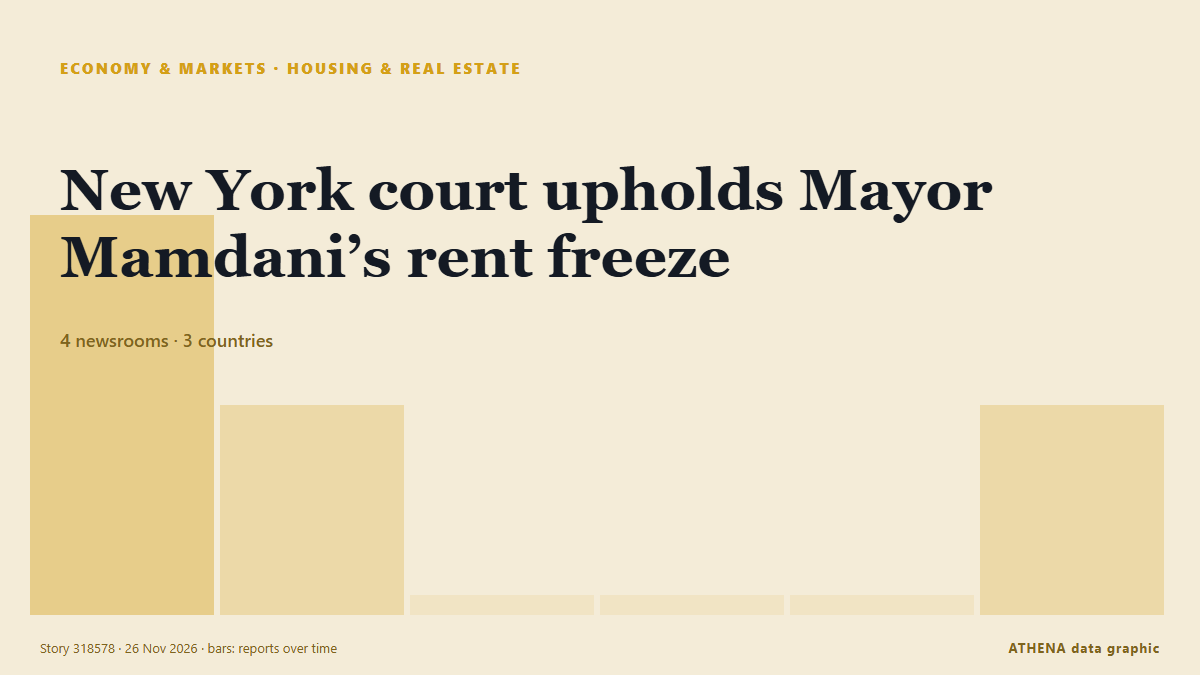 ECONOMY & MARKETS · HOUSING & REAL ESTATE
New York court upholds Mayor
Mamdani’s rent freeze
4 newsrooms · 3 countries
Story 318578 · 26 Nov 2026 · bars: reports over time
ATHENA data graphic